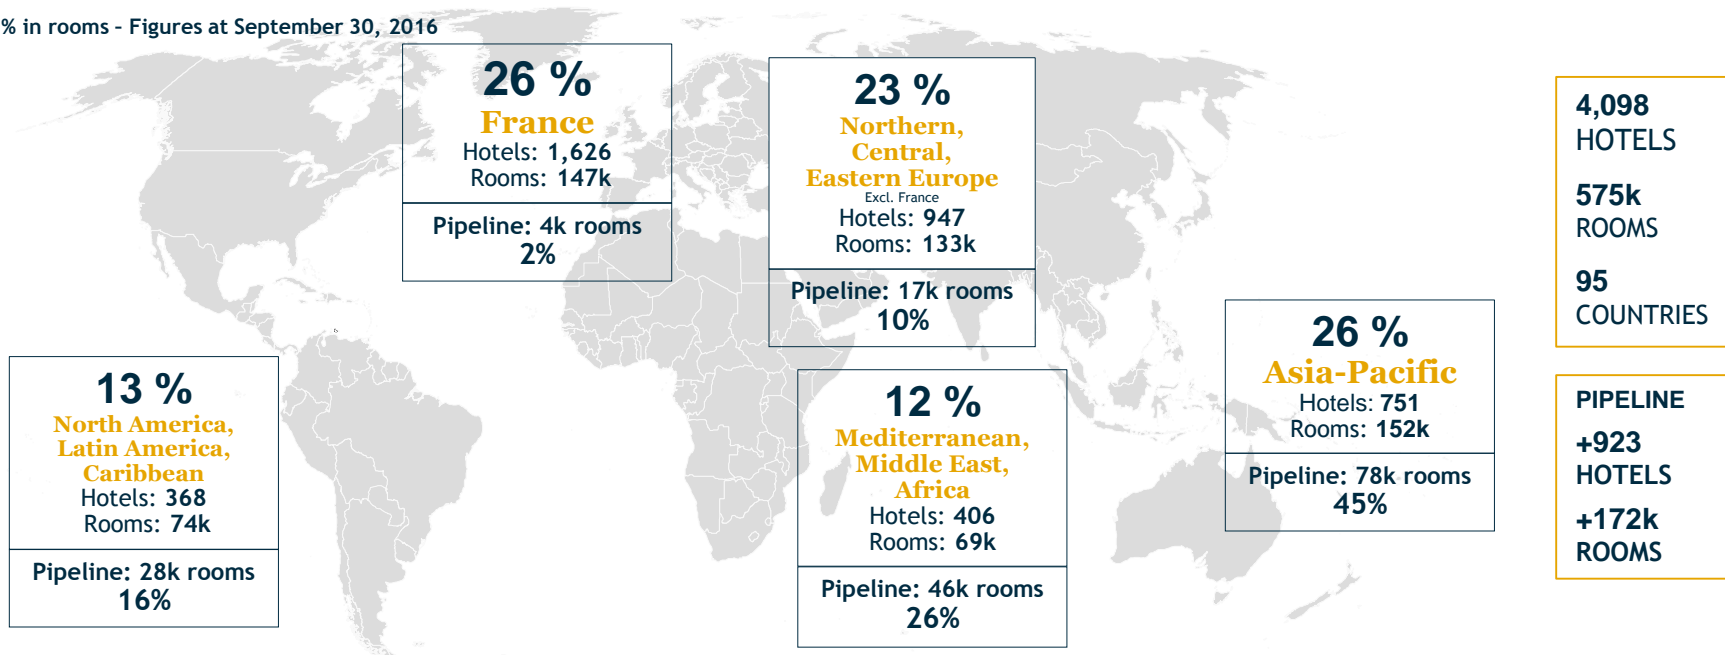 % in rooms – Figures at September 30, 2016
26 %
France
Hotels: 1,626
Rooms: 147k
Pipeline: 4k rooms
2%
23 %
Northern,
Central,
Eastern Europe
Excl. France
Hotels: 947
Rooms: 133k
Pipeline: 17k rooms
10%
13 %
North America,
Latin America,
Caribbean
Hotels: 368
Rooms: 74k
Pipeline: 28k rooms
16%
12 %
Mediterranean,
Middle East,
Africa
Hotels: 406
Rooms: 69k
Pipeline: 46k rooms
26%
26 %
Asia-Pacific
Hotels: 751
Rooms: 152k
Pipeline: 78k rooms
45%
4,098
HOTELS
575k
ROOMS
95
COUNTRIES
PIPELINE
+923
HOTELS
+172k
ROOMS